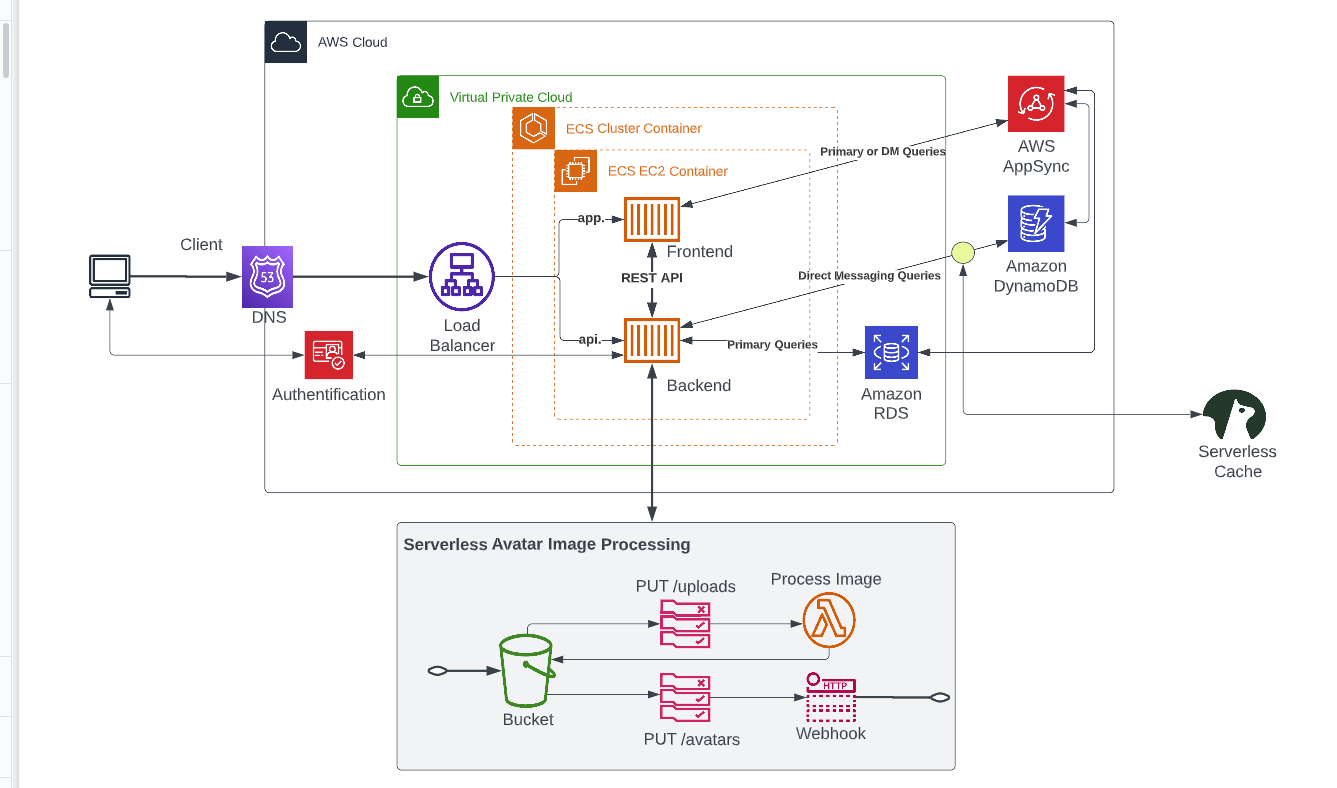 AWS Cloud
Virtual Private Cloud
ECS Cluster Container
ECS EC2 Container
Primary or DM Queries
AWS
AppSync
app.
Client
Frontend
53
DNS
REST API
Direct Messaging Queries
Amazon
DynamoDB
Load
Balancer
api.
Primary Queries
Authentification
Backend
Amazon
RDS
Serverless
Cache
Serverless Avatar Image Processing
PUT /uploads
Process Image
Bucket
HTTP
PUT /avatars
Webhook